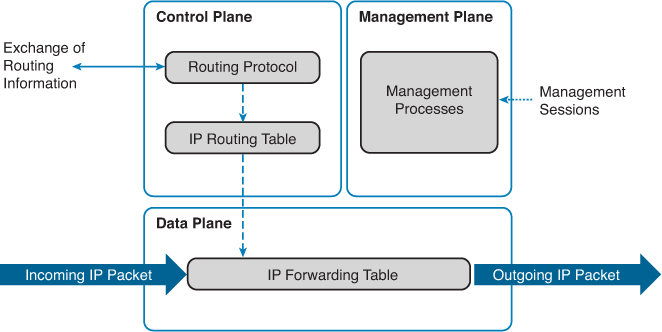 Control Plane
Management Plane
Exchange of
Routing
Information
Routing Protocol
Management
Processes
Management
Sessions
IP Routing Table
Data Plane
Incoming IP Packet
IP Forwarding Table
Outgoing IP Packet